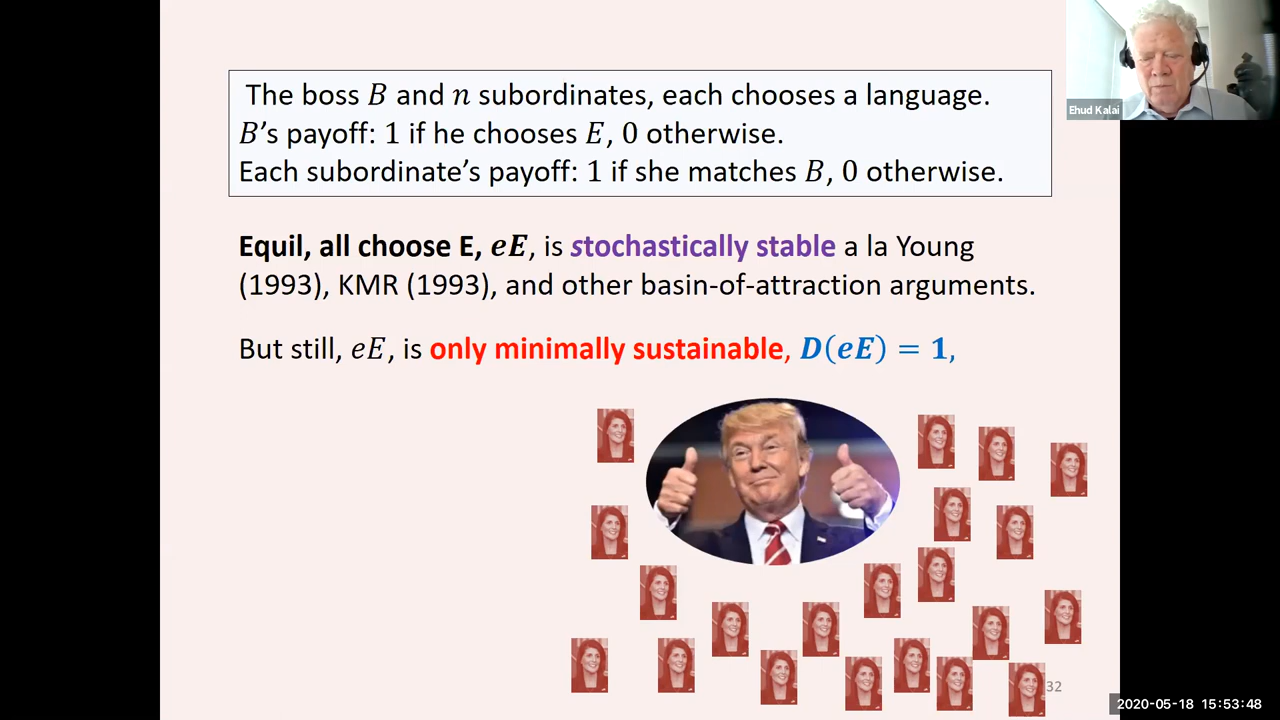 The boss B and n subordinates, each chooses a language.
B's payoff: 1 if he chooses E, 0 otherwise.
Each subordinate's payoff: 1 if she matches B, 0 otherwise.
Ehud Kalai
Equil, all choose E, eE, is stochastically stable a la Young
(1993), KMR (1993), and other basin-of-attraction arguments.
But still, eE, is only minimally sustainable, D(eE) = 1,
32
2020-05-18 15:53:48